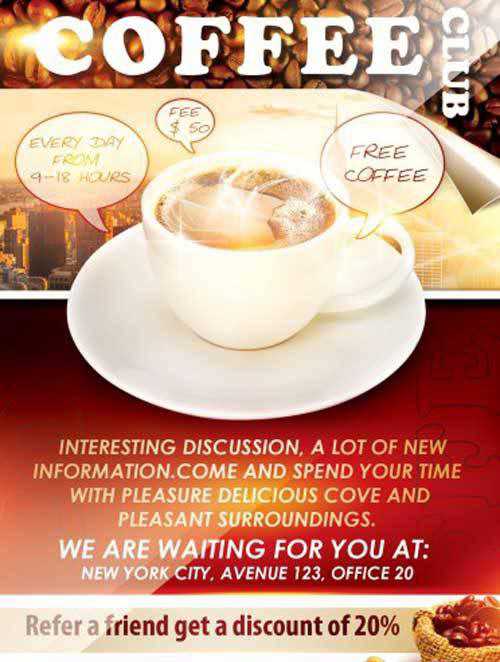 COFFEE
CLUB
FEE
$ 50
EVERY DAY
FROM
9-18 HOURS
FREE
COFFEE
INTERESTING DISCUSSION, A LOT OF NEW
INFORMATION.COME AND SPEND YOUR TIME
WITH PLEASURE DELICIOUS COVE AND
PLEASANT SURROUNDINGS.
WE ARE WAITING FOR YOU AT:
NEW YORK CITY, AVENUE 123, OFFICE 20
Refer a friend get a discount of 20%